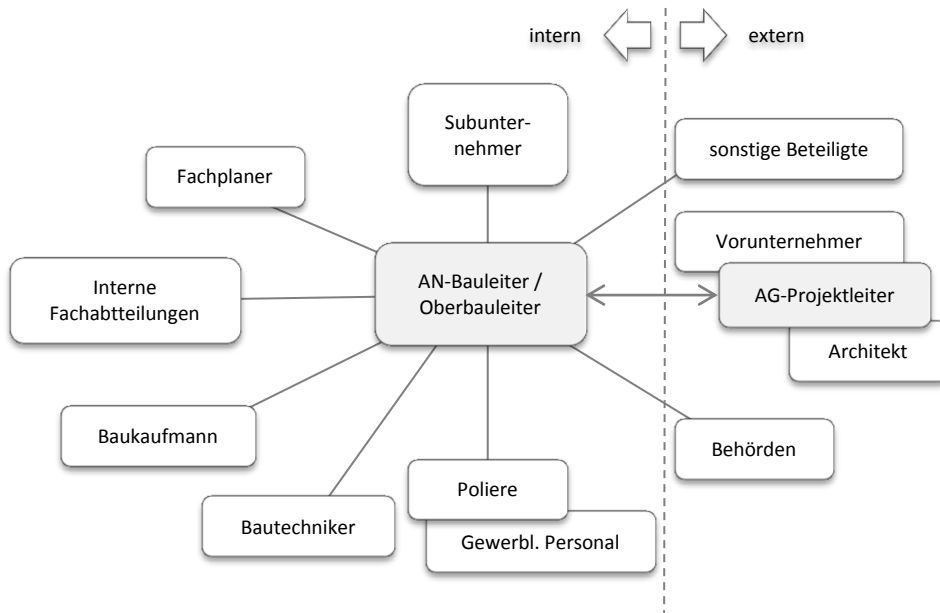 intern
extern
Subunter-
nehmer
sonstige Beteiligte
Fachplaner
Vorunternehmer
AN-Bauleiter /
Oberbauleiter
AG-Projektleiter
Interne
Fachabtteilungen
Architekt
Baukaufmann
Behörden
Poliere
Bautechniker
Gewerbl. Personal